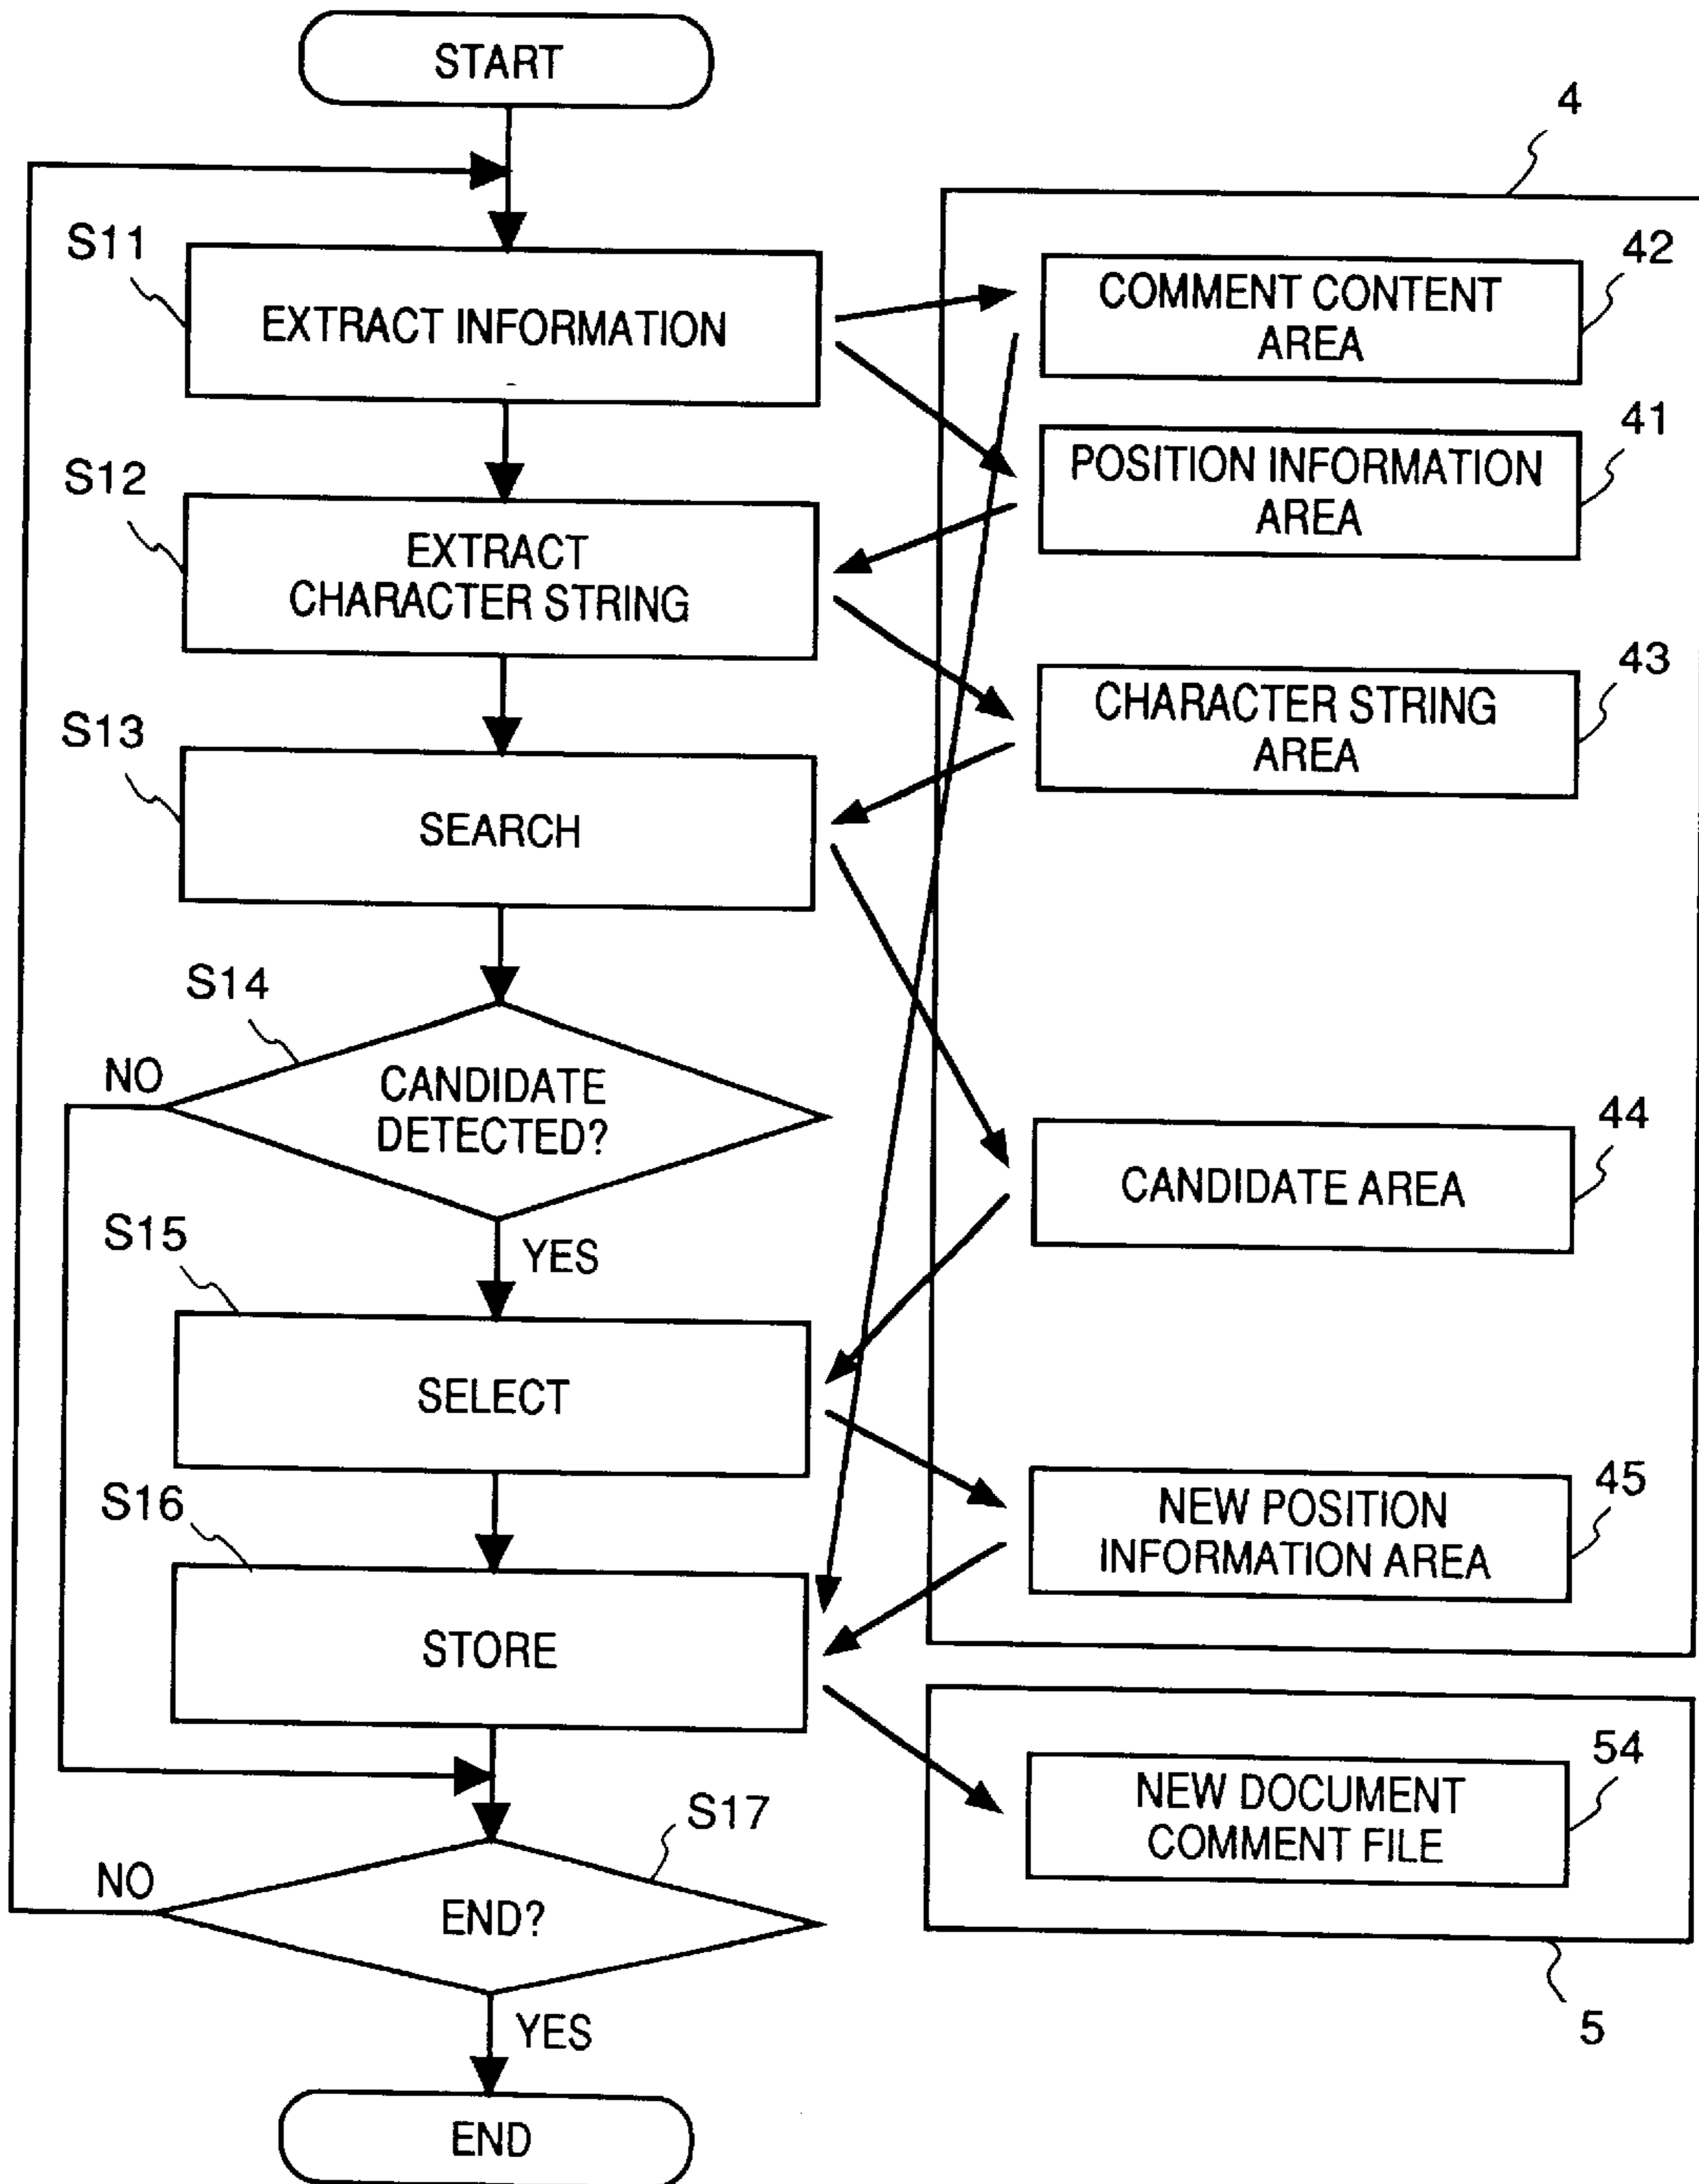 START
4
S11
EXTRACT INFORMATION
42
COMMENT CONTENT
AREA
41
POSITION INFORMATION
AREA
S12
EXTRACT
CHARACTER STRING
43
CHARACTER STRING
AREA
S13
SEARCH
S14
NO
CANDIDATE
DETECTED?
YES
44
CANDIDATE AREA
S15
SELECT
45
NEW POSITION
INFORMATION AREA
S16
STORE
54
NEW DOCUMENT
COMMENT FILE
5
S17
NO
END?
YES
END